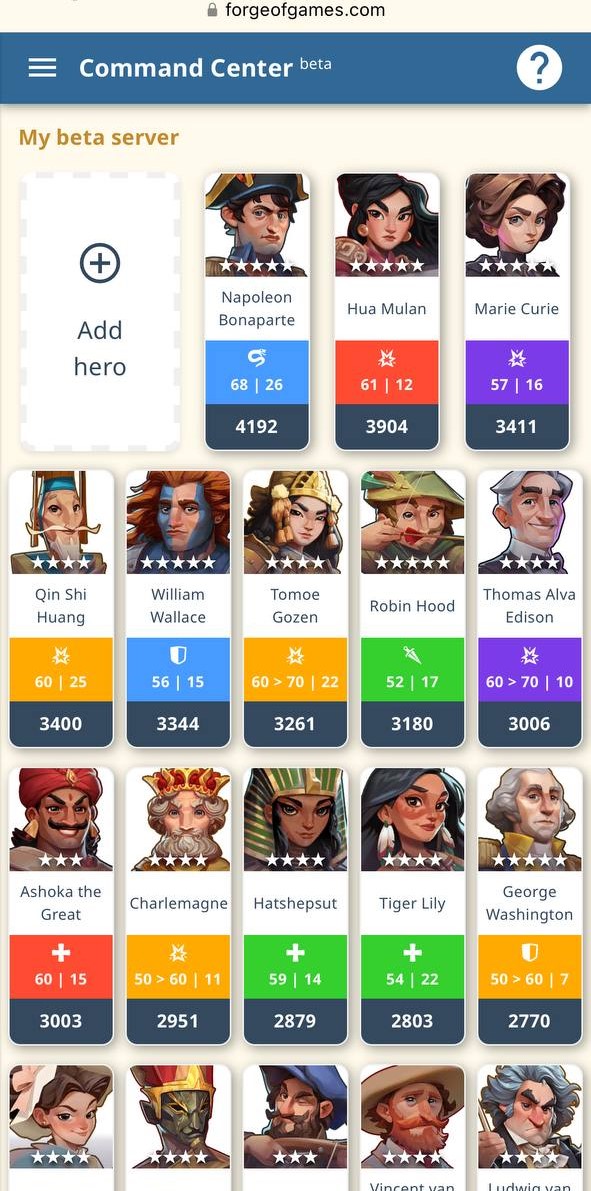 forgeofgames.com
Command Center beta
?
My beta server
Add
hero
Napoleon
Bonaparte
68 | 26
4192
Hua Mulan
61 | 12
3904
Marie Curie
57 | 16
3411
Qin Shi
Huang
60 | 25
3400
William
Wallace
56 | 15
3344
Tomoe
Gozen
60 > 70 | 22
3261
Robin Hood
52 | 17
3180
Thomas Alva
Edison
60 > 70 | 10
3006
Ashoka the
Great
60 | 15
3003
Charlemagne
50 > 60 | 11
2951
Hatshepsut
59 | 14
2879
Tiger Lily
54 | 22
2803
George
Washington
50 > 60 | 7
2770
Vincent van
Ludwig van